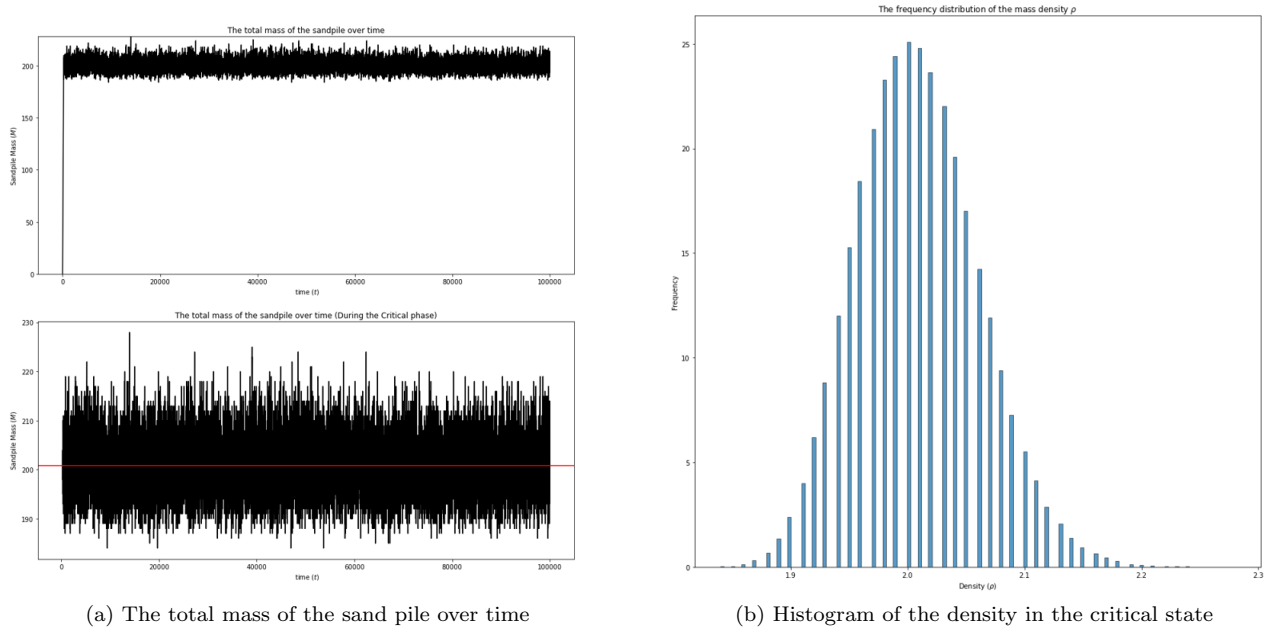 The total mass of the sandpile over time
200
150
100
50
0
Sandpile Mass (M)
0 20000 40000 60000 80000 100000
time (t)
The total mass of the sandpile over time (During the Critical phase)
230
220
210
200
190
Sandpile Mass (M)
0 20000 40000 60000 80000 100000
time (t)
(a) The total mass of the sand pile over time
The frequency distribution of the mass density ρ
25
20
15
10
5
0
Frequency
1.9 2.0 2.1 2.2 2.3
Density (ρ)
(b) Histogram of the density in the critical state